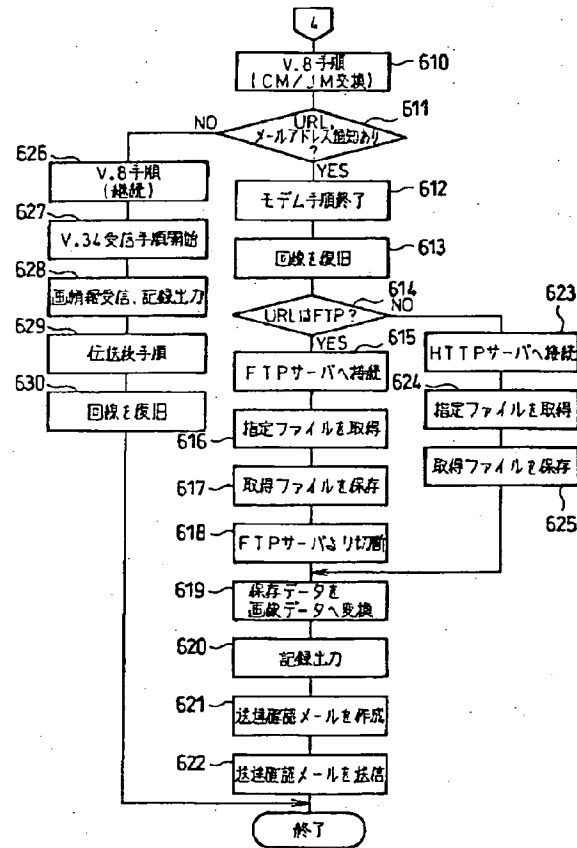 4
V.8手順
(CM/JM交換)
610
URL,
メールアドレス通知あり
?
611
NO
YES
626
V.8手順
(継続)
モデム手順終了
612
627
V.34受信手順開始
回線を復旧
613
628
画情報受信、記録出力
URLはFTP?
614
NO
YES
629
伝送後手順
FTPサーバへ接続
615
HTTPサーバへ接続
623
630
回線を復旧
指定ファイルを取得
616
624
指定ファイルを取得
617
取得ファイルを保存
取得ファイルを保存
625
618
FTPサーバより切断
619
保存データを
画像データへ変換
620
記録出力
621
送達確認メールを作成
622
送達確認メールを送信
終了